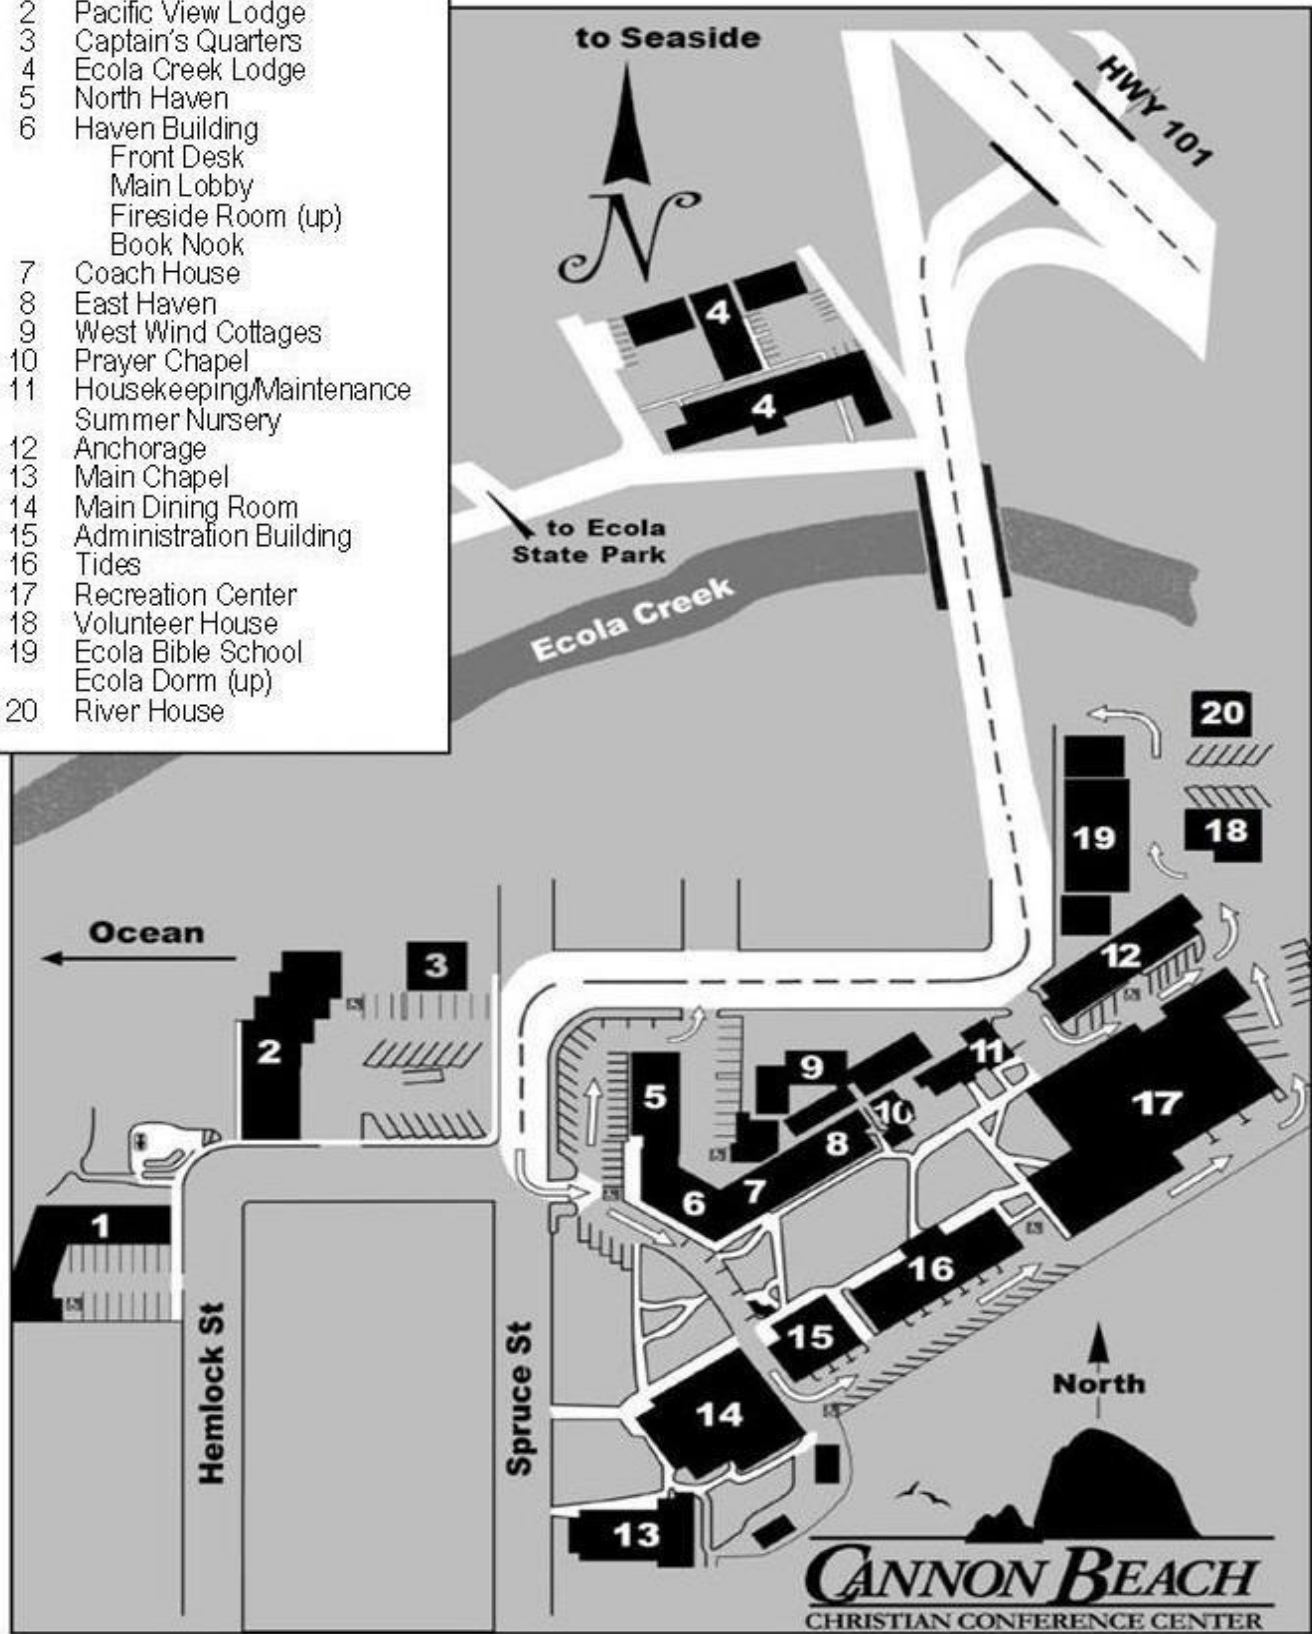 2 Pacific View Lodge
3 Captain's Quarters
4 Ecola Creek Lodge
5 North Haven
6 Haven Building
Front Desk
Main Lobby
Fireside Room (up)
Book Nook
7 Coach House
8 East Haven
9 West Wind Cottages
10 Prayer Chapel
11 Housekeeping/Maintenance
Summer Nursery
12 Anchorage
13 Main Chapel
14 Main Dining Room
15 Administration Building
16 Tides
17 Recreation Center
18 Volunteer House
19 Ecola Bible School
Ecola Dorm (up)
20 River House
to Seaside
N
HWY 101
4
4
to Ecola
State Park
Ecola Creek
20
19
18
Ocean
3
12
2
11
9
5
10
17
8
7
6
1
16
15
Hemlock St
Spruce St
North
14
13
CANNON BEACH
CHRISTIAN CONFERENCE CENTER